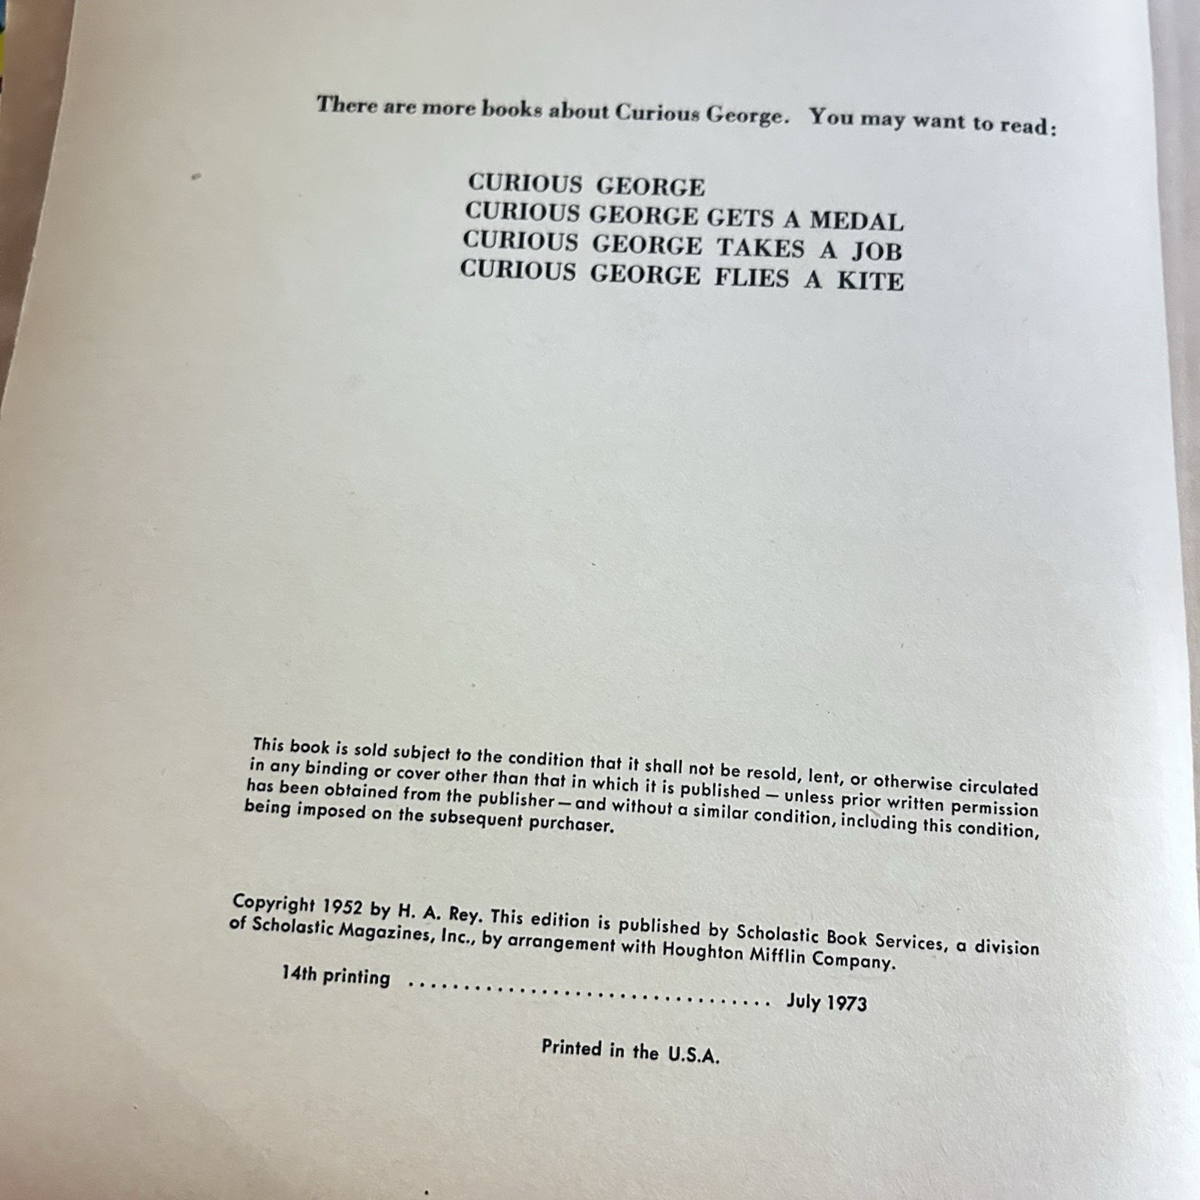 There are more books about Curious George. You may want to read:
CURIOUS GEORGE
CURIOUS GEORGE GETS A MEDAL
CURIOUS GEORGE TAKES A JOB
CURIOUS GEORGE FLIES A KITE
This book is sold subject to the condition that it shall not be resold, lent, or otherwise circulated
in any binding or cover other than that in which it is published — unless prior written permission
has been obtained from the publisher — and without a similar condition, including this condition,
being imposed on the subsequent purchaser.
Copyright 1952 by H. A. Rey. This edition is published by Scholastic Book Services, a division
of Scholastic Magazines, Inc., by arrangement with Houghton Mifflin Company.
14th printing .................................. July 1973
Printed in the U.S.A.